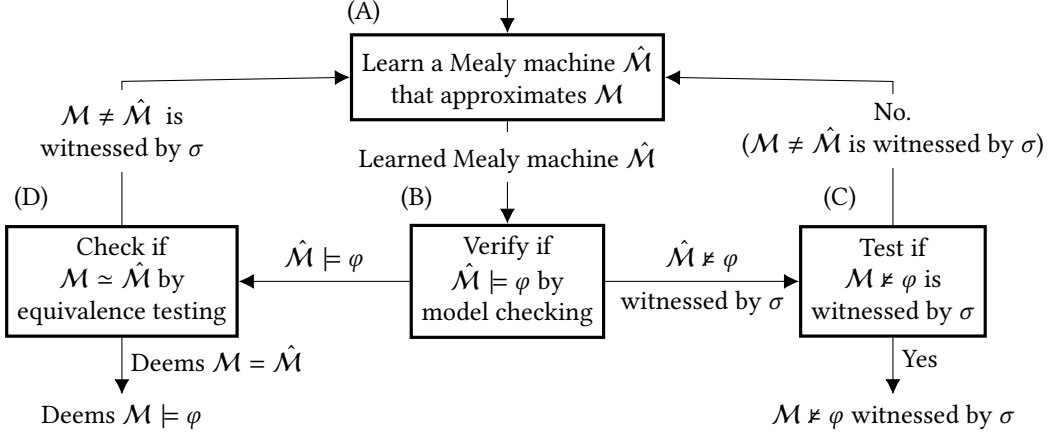 (A)
Learn a Mealy machine ℳ̂
that approximates ℳ
ℳ ≠ ℳ̂ is
witnessed by σ
No.
(ℳ ≠ ℳ̂ is witnessed by σ)
Learned Mealy machine ℳ̂
(D)
(B)
(C)
Check if
ℳ ≃ ℳ̂ by
equivalence testing
ℳ̂ ⊨ φ
Verify if
ℳ̂ ⊨ φ by
model checking
ℳ̂ ⊭ φ
witnessed by σ
Test if
ℳ ⊭ φ is
witnessed by σ
Deems ℳ = ℳ̂
Yes
Deems ℳ ⊨ φ
ℳ ⊭ φ witnessed by σ